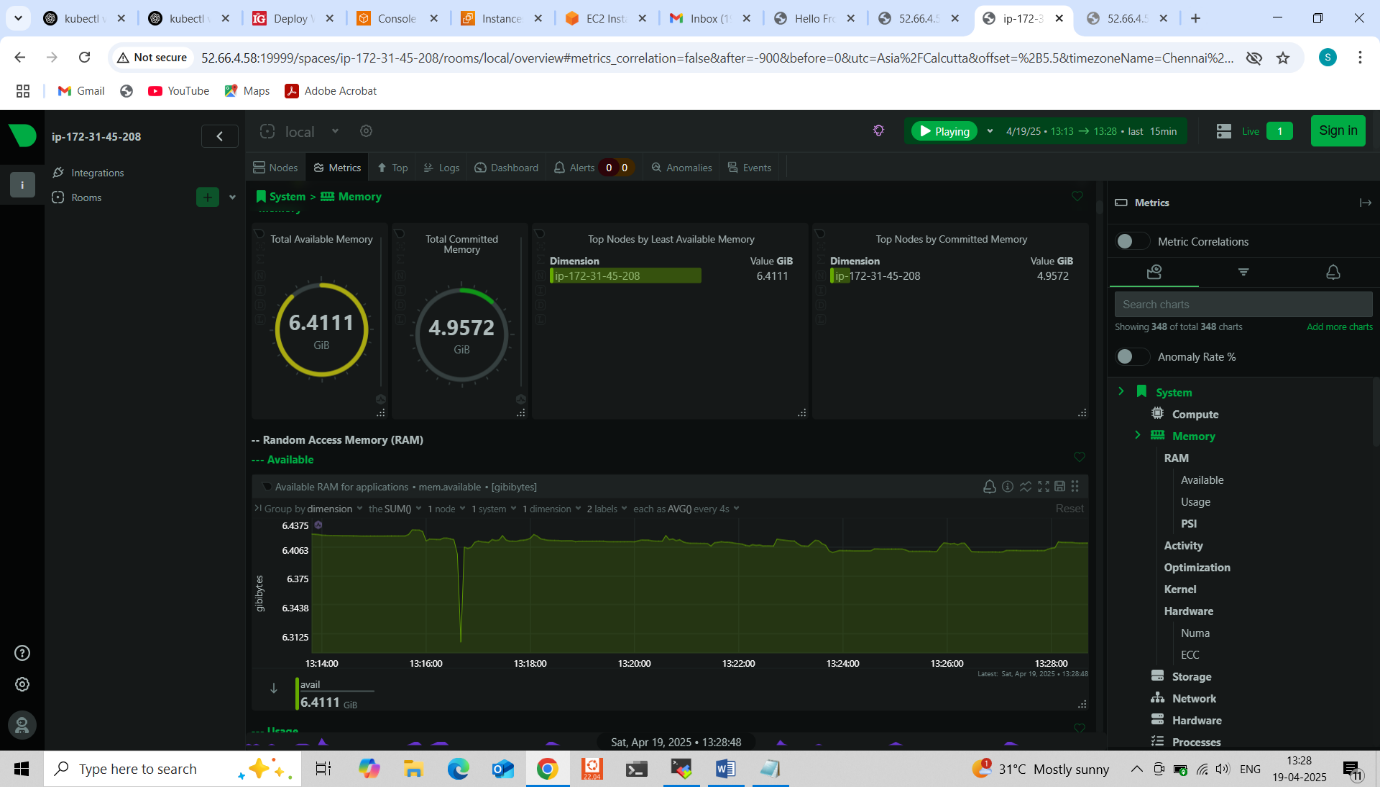 kubectl
kubectl
Deploy
Console
Instance
EC2 Inst
Inbox (1
Hello Fr
52.66.4.5
ip-172-3
52.66.4.5
Not secure
52.66.4.58:19999/spaces/ip-172-31-45-208/rooms/local/overview#metrics_correlation=false&after=-900&before=0&utc=Asia%2FCalcutta&offset=%2B5.5&timezoneName=Chennai%2...
S
Gmail
YouTube
Maps
Adobe Acrobat
ip-172-31-45-208
local
Playing
4/19/25 • 13:13 → 13:28 • last 15min
Live 1
Sign in
Integrations
Rooms
Nodes
Metrics
Top
Logs
Dashboard
Alerts 0 0
Anomalies
Events
System > Memory
Metrics
Metric Correlations
Search charts
Showing 348 of total 348 charts
Add more charts
Anomaly Rate %
System
Compute
Memory
RAM
Available
Usage
PSI
Activity
Optimization
Kernel
Hardware
Numa
ECC
Storage
Network
Hardware
Processes
Total Available Memory
6.4111
GiB
Total Committed
Memory
4.9572
GiB
Top Nodes by Least Available Memory
Dimension Value GiB
ip-172-31-45-208 6.4111
Top Nodes by Committed Memory
Dimension Value GiB
ip-172-31-45-208 4.9572
-- Random Access Memory (RAM)
--- Available
Available RAM for applications • mem.available • [gibibytes]
Group by dimension the SUM() 1 node 1 system 1 dimension 2 labels each as AVG() every 4s Reset
gibibytes
6.4375
6.4063
6.375
6.3438
6.3125
13:14:00 13:16:00 13:18:00 13:20:00 13:22:00 13:24:00 13:26:00 13:28:00
Latest: Sat, Apr 19, 2025 • 13:28:48
avail
6.4111 GiB
Usage
Sat, Apr 19, 2025 • 13:28:48
Type here to search
22.04
1
31°C Mostly sunny
ENG
13:28
19-04-2025
11